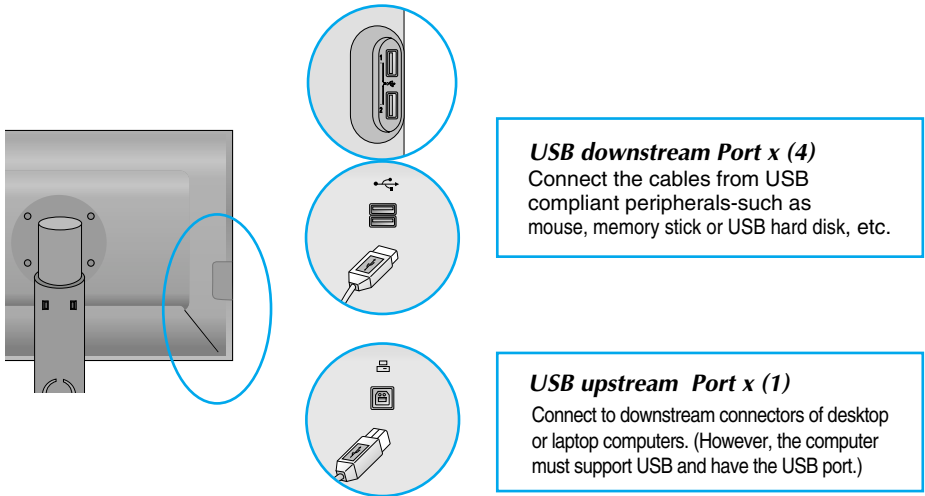 1
2
USB downstream Port x (4)
Connect the cables from USB
compliant peripherals-such as
mouse, memory stick or USB hard disk, etc.
USB upstream Port x (1)
Connect to downstream connectors of desktop
or laptop computers. (However, the computer
must support USB and have the USB port.)